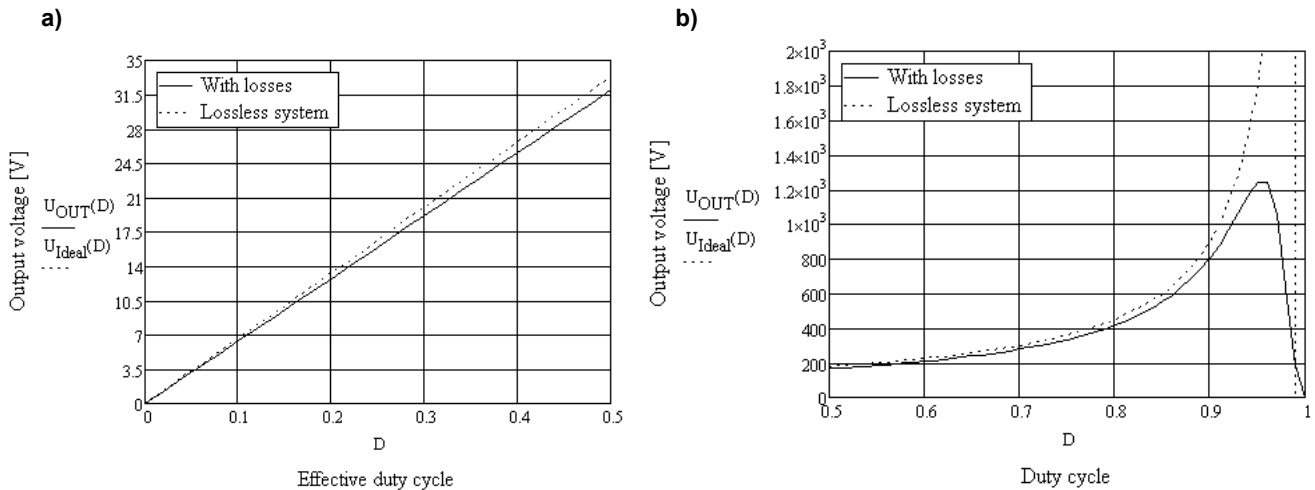 a)
35
31.5
28
24.5
21
17.5
14
10.5
7
3.5
0
Output voltage [V]
U_OUT(D)
U_Ideal(D)
With losses
Lossless system
0
0.1
0.2
0.3
0.4
0.5
D
Effective duty cycle
b)
2×10³
1.8×10³
1.6×10³
1.4×10³
1.2×10³
1×10³
800
600
400
200
0
Output voltage [V]
U_OUT(D)
U_Ideal(D)
With losses
Lossless system
0.5
0.6
0.7
0.8
0.9
1
D
Duty cycle